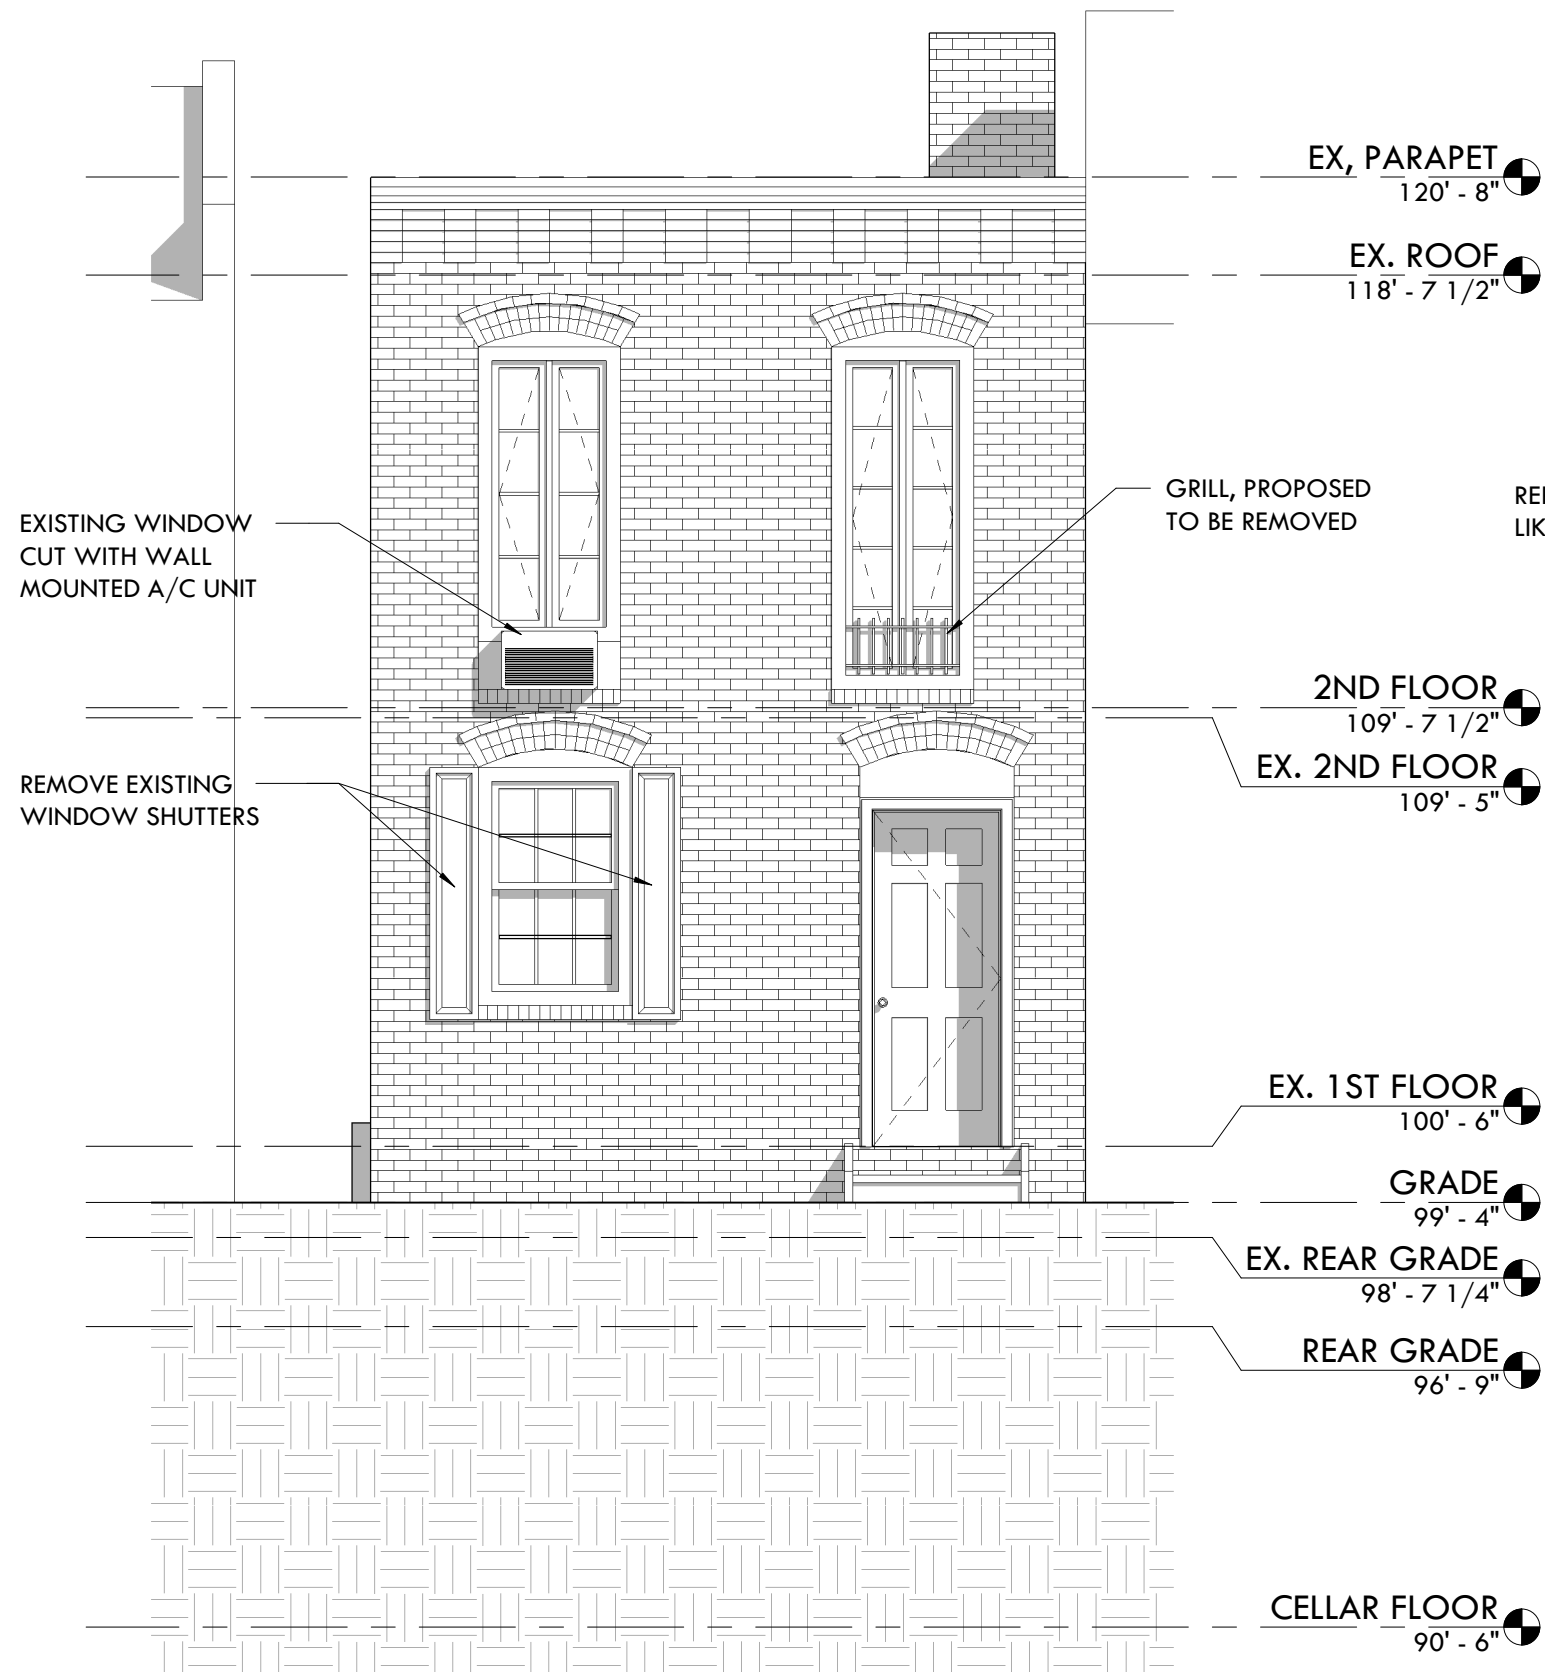 EX, PARAPET
120' - 8"
EX. ROOF
118' - 7 1/2"
GRILL, PROPOSED
TO BE REMOVED
EXISTING WINDOW
CUT WITH WALL
MOUNTED A/C UNIT
2ND FLOOR
109' - 7 1/2"
EX. 2ND FLOOR
109' - 5"
REMOVE EXISTING
WINDOW SHUTTERS
EX. 1ST FLOOR
100' - 6"
GRADE
99' - 4"
EX. REAR GRADE
98' - 7 1/4"
REAR GRADE
96' - 9"
CELLAR FLOOR
90' - 6"